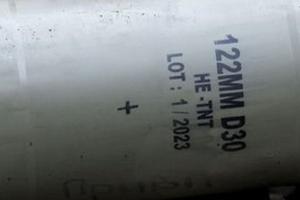 122MM D30
HE-TNT
LOT: 1/2023
+